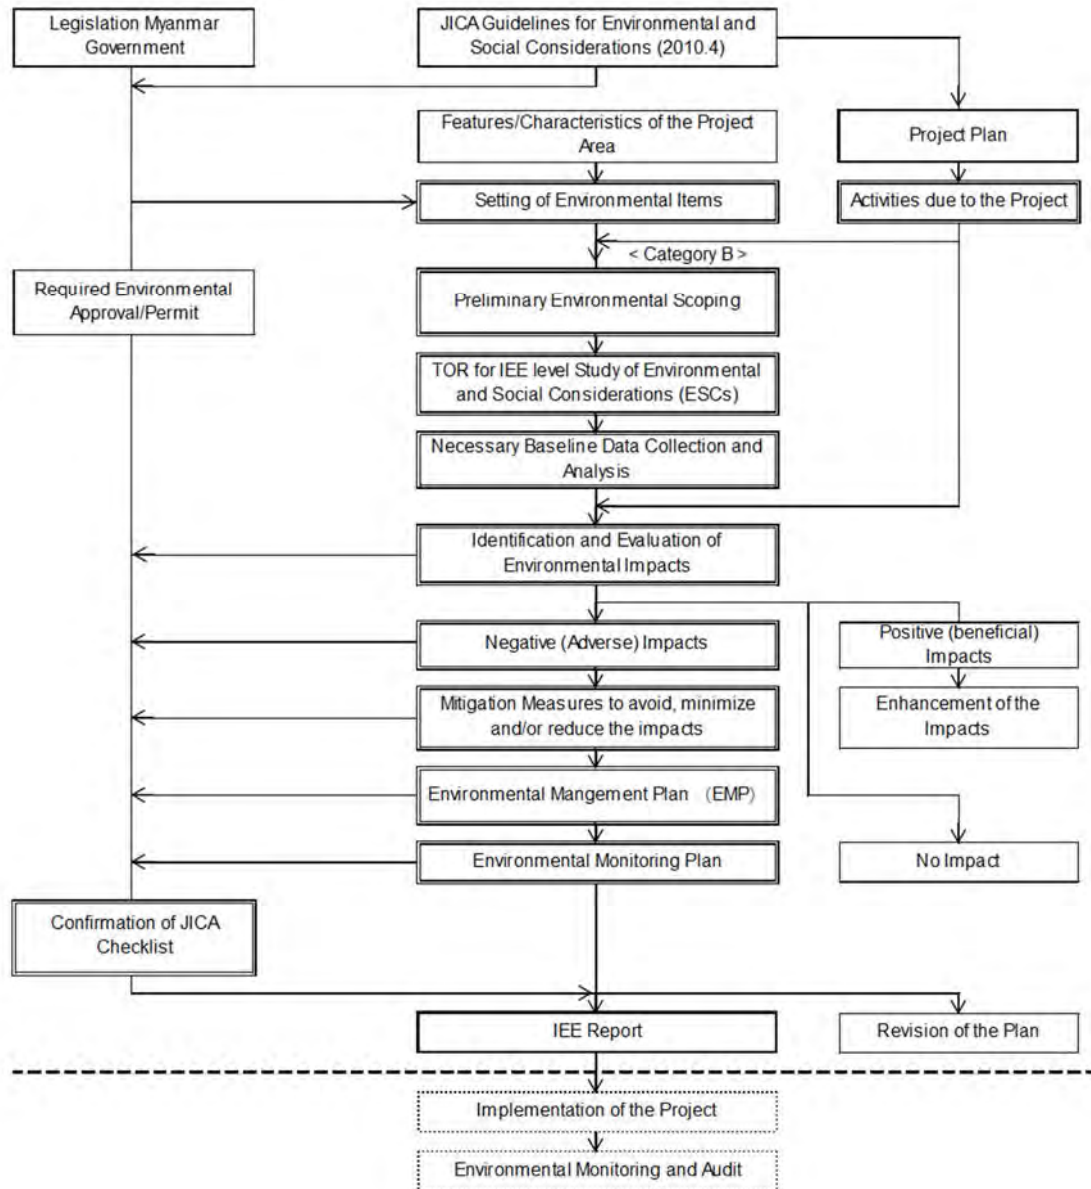 Legislation Myanmar
Government
JICA Guidelines for Environmental and
Social Considerations (2010.4)
Features/Characteristics of the Project
Area
Project Plan
Setting of Environmental Items
Activities due to the Project
< Category B >
Required Environmental
Approval/Permit
Preliminary Environmental Scoping
TOR for IEE level Study of Environmental
and Social Considerations (ESCs)
Necessary Baseline Data Collection and
Analysis
Identification and Evaluation of
Environmental Impacts
Negative (Adverse) Impacts
Positive (beneficial)
Impacts
Mitigation Measures to avoid, minimize
and/or reduce the impacts
Enhancement of the
Impacts
Environmental Mangement Plan (EMP)
Environmental Monitoring Plan
No Impact
Confirmation of JICA
Checklist
IEE Report
Revision of the Plan
Implementation of the Project
Environmental Monitoring and Audit